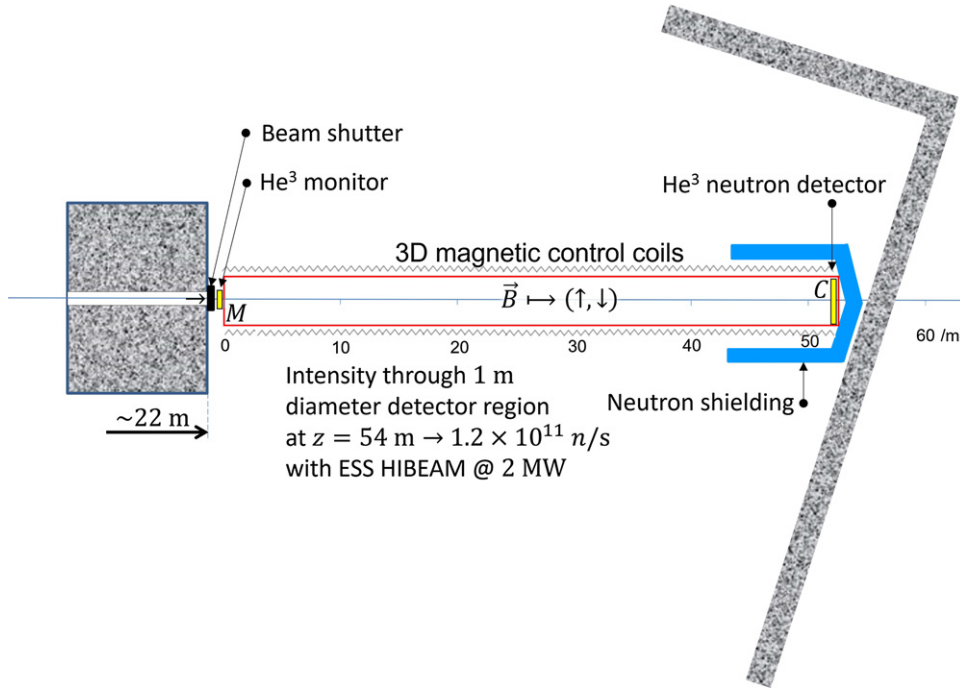 Beam shutter
He³ monitor
He³ neutron detector
3D magnetic control coils
B⃗ ↦ (↑, ↓)
C
M
0 10 20 30 40 50 60 /m
Intensity through 1 m
diameter detector region
at z = 54 m → 1.2 × 10¹¹ n/s
with ESS HIBEAM @ 2 MW
Neutron shielding
~22 m